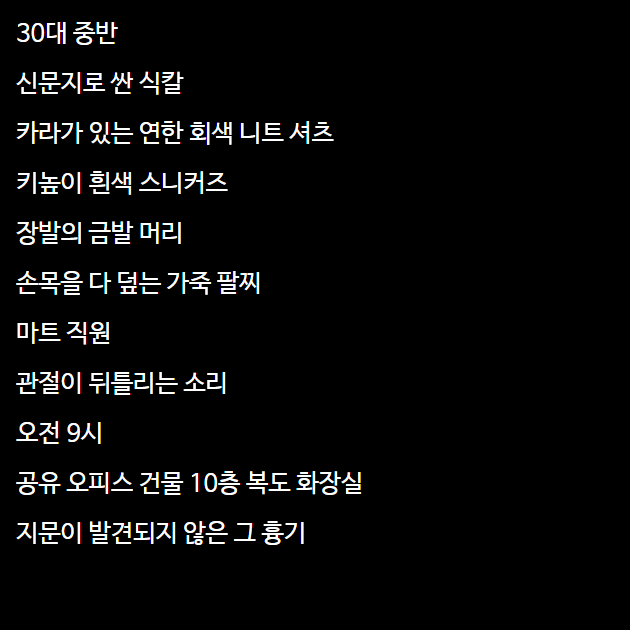 30대 중반
신문지로 싼 식칼
카라가 있는 연한 회색 니트 셔츠
키높이 흰색 스니커즈
장발의 금발 머리
손목을 다 덮는 가죽 팔찌
마트 직원
관절이 뒤틀리는 소리
오전 9시
공유 오피스 건물 10층 복도 화장실
지문이 발견되지 않은 그 흉기